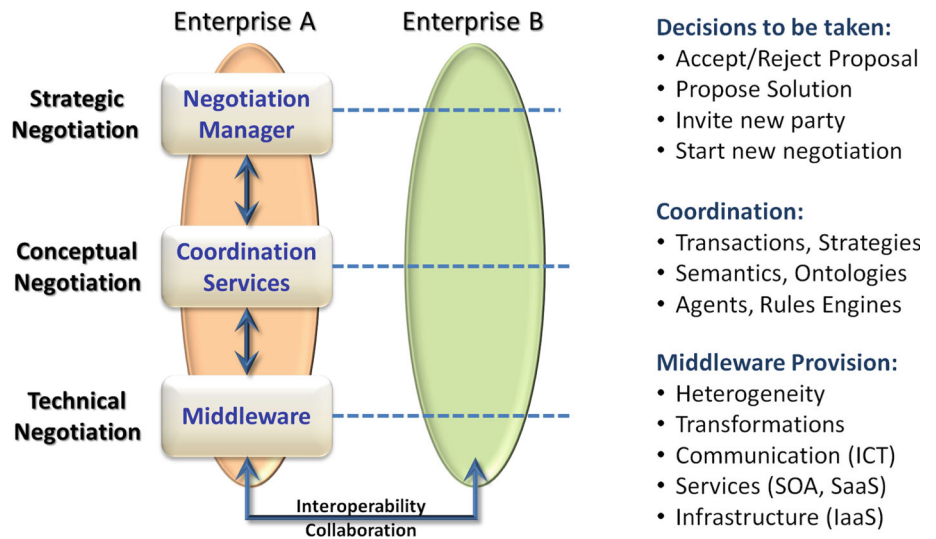 Enterprise A
Enterprise B
Strategic
Negotiation
Negotiation
Manager
Conceptual
Negotiation
Coordination
Services
Technical
Negotiation
Middleware
Interoperability
Collaboration
Decisions to be taken:
• Accept/Reject Proposal
• Propose Solution
• Invite new party
• Start new negotiation
Coordination:
• Transactions, Strategies
• Semantics, Ontologies
• Agents, Rules Engines
Middleware Provision:
• Heterogeneity
• Transformations
• Communication (ICT)
• Services (SOA, SaaS)
• Infrastructure (IaaS)